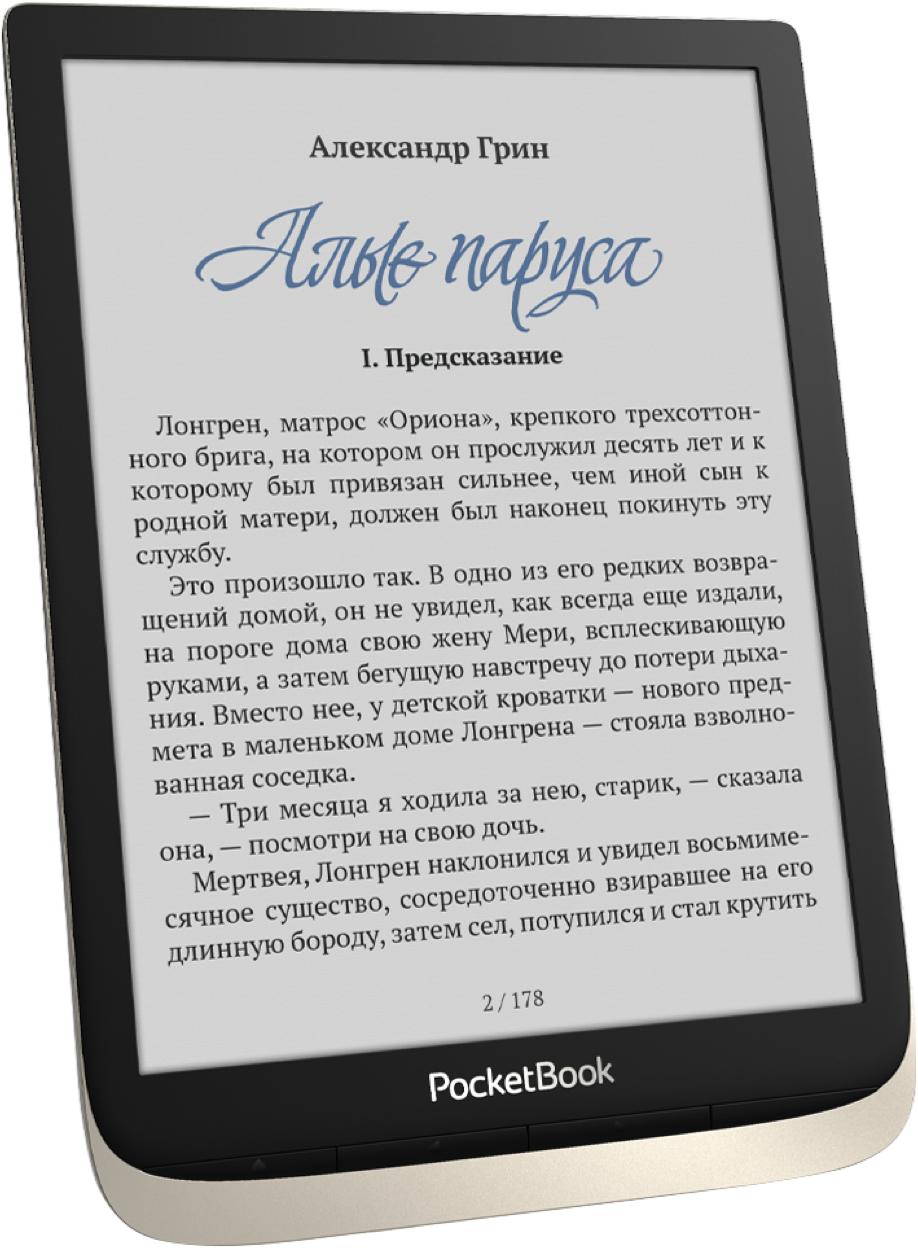 Александр Грин
Алые паруса
I. Предсказание
Лонгрен, матрос «Ориона», крепкого трехсоттон-
ного брига, на котором он прослужил десять лет и к
которому был привязан сильнее, чем иной сын к
родной матери, должен был наконец покинуть эту
службу.
Это произошло так. В одно из его редких возвра-
щений домой, он не увидел, как всегда еще издали,
на пороге дома свою жену Мери, всплескивающую
руками, а затем бегущую навстречу до потери дыха-
ния. Вместо нее, у детской кроватки — нового пред-
мета в маленьком доме Лонгрена — стояла взволно-
ванная соседка.
— Три месяца я ходила за нею, старик, — сказала
она, — посмотри на свою дочь.
Мертвея, Лонгрен наклонился и увидел восьмиме-
сячное существо, сосредоточенно взиравшее на его
длинную бороду, затем сел, потупился и стал крутить
2 / 178
PocketBook